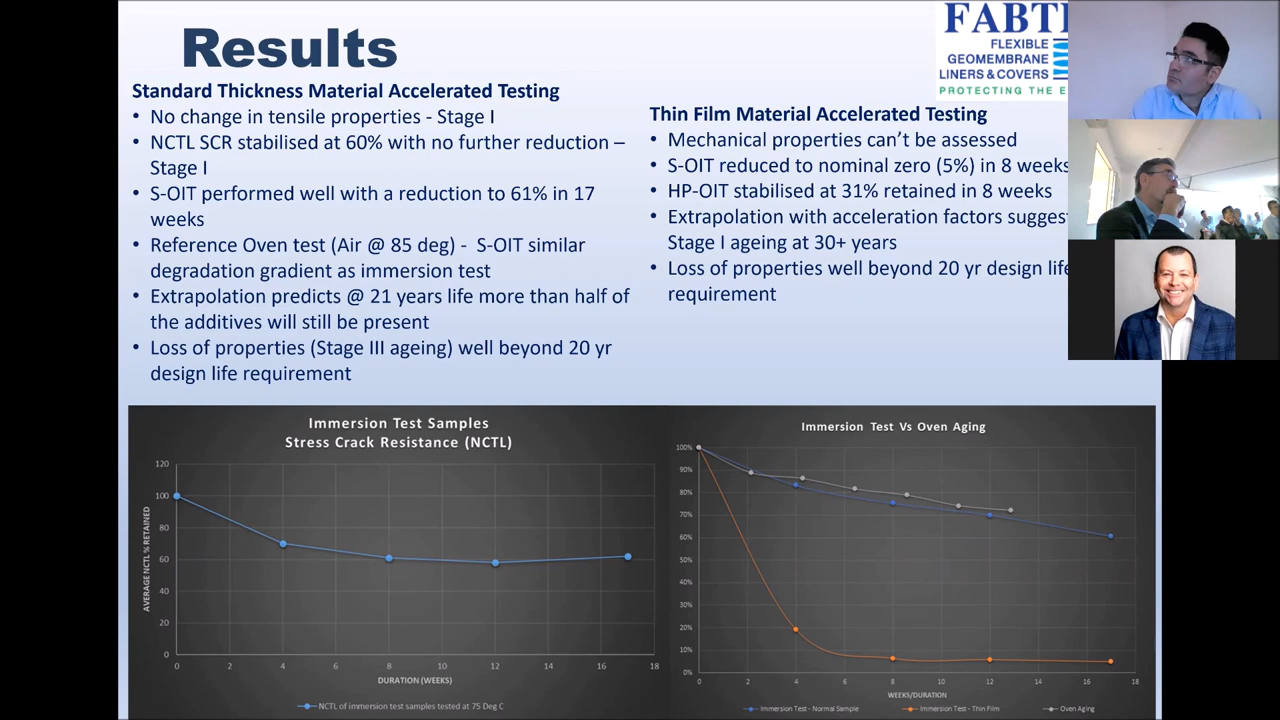 Results
FABT
FLEXIBLE
GEOMEMBRANE
LINERS & COVERS
PROTECTING THE E
Standard Thickness Material Accelerated Testing
• No change in tensile properties - Stage I
• NCTL SCR stabilised at 60% with no further reduction –
Stage I
• S-OIT performed well with a reduction to 61% in 17
weeks
• Reference Oven test (Air @ 85 deg) - S-OIT similar
degradation gradient as immersion test
• Extrapolation predicts @ 21 years life more than half of
the additives will still be present
• Loss of properties (Stage III ageing) well beyond 20 yr
design life requirement
Thin Film Material Accelerated Testing
• Mechanical properties can't be assessed
• S-OIT reduced to nominal zero (5%) in 8 weeks
• HP-OIT stabilised at 31% retained in 8 weeks
• Extrapolation with acceleration factors sugges
Stage I ageing at 30+ years
• Loss of properties well beyond 20 yr design life
requirement
Immersion Test Samples
Stress Crack Resistance (NCTL)
AVERAGE NCTL % RETAINED
120
100
80
60
40
20
0
0 2 4 6 8 10 12 14 16 18
DURATION (WEEKS)
NCTL of immersion test samples tested at 75 Deg C
Immersion Test Vs Oven Aging
100%
90%
80%
70%
60%
50%
40%
30%
20%
10%
0%
0 2 4 6 8 10 12 14 16 18
WEEKS/DURATION
Immersion Test - Normal Sample Immersion Test - Thin Film Oven Aging